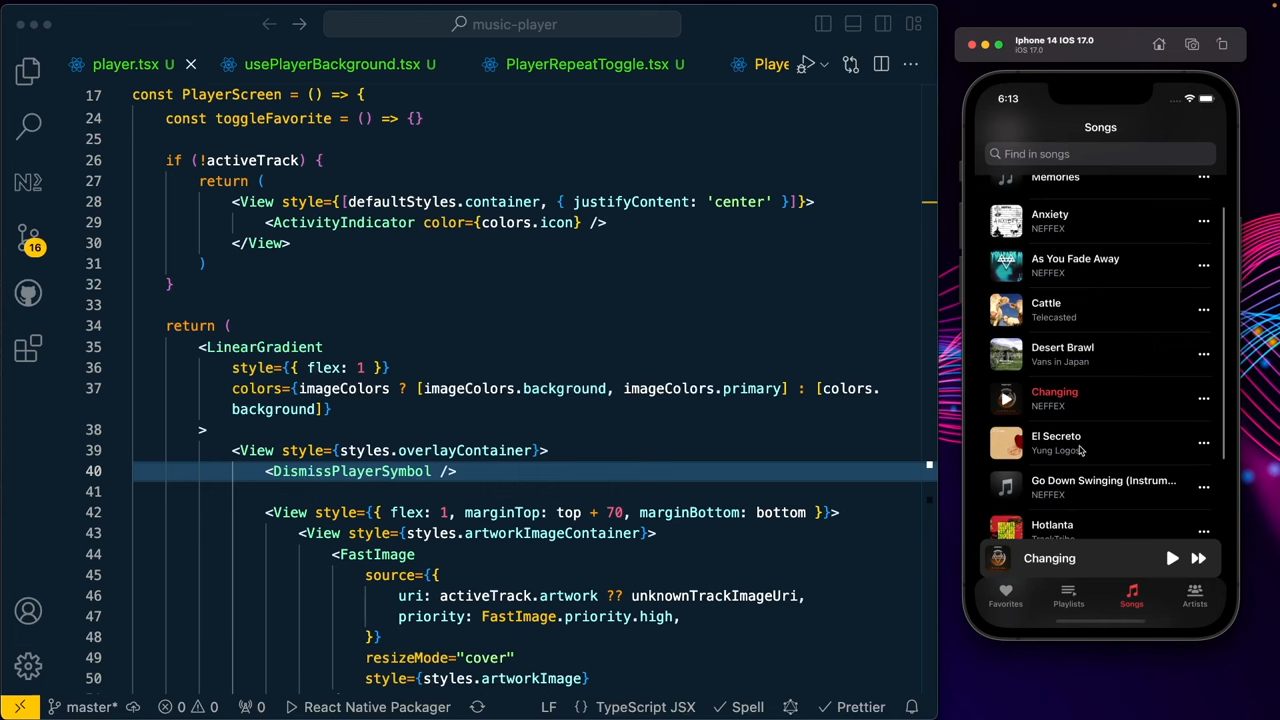 music-player
player.tsx U
usePlayerBackground.tsx U
PlayerRepeatToggle.tsx U
Playe
17 const PlayerScreen = () => {
24 const toggleFavorite = () => {}
25
26 if (!activeTrack) {
27 return (
28 <View style={[defaultStyles.container, { justifyContent: 'center' }]}>
29 <ActivityIndicator color={colors.icon} />
30 </View>
31 )
32 }
33
34 return (
35 <LinearGradient
36 style={{ flex: 1 }}
37 colors={imageColors ? [imageColors.background, imageColors.primary] : [colors.
background]}
38 >
39 <View style={styles.overlayContainer}>
40 <DismissPlayerSymbol />
41
42 <View style={{ flex: 1, marginTop: top + 70, marginBottom: bottom }}>
43 <View style={styles.artworkImageContainer}>
44 <FastImage
45 source={{
46 uri: activeTrack.artwork ?? unknownTrackImageUri,
47 priority: FastImage.priority.high,
48 }}
49 resizeMode="cover"
50 style={styles.artworkImage}
16
master*
0 0
0
React Native Packager
LF
{} TypeScript JSX
Spell
Prettier
Iphone 14 IOS 17.0
iOS 17.0
6:13
Songs
Find in songs
Memories
Anxiety
NEFFEX
As You Fade Away
NEFFEX
Cattle
Telecasted
Desert Brawl
Vans in Japan
Changing
NEFFEX
El Secreto
Yung Logos
Go Down Swinging (Instrum...
NEFFEX
Hotlanta
TrackTribe
Changing
Favorites
Playlists
Songs
Artists